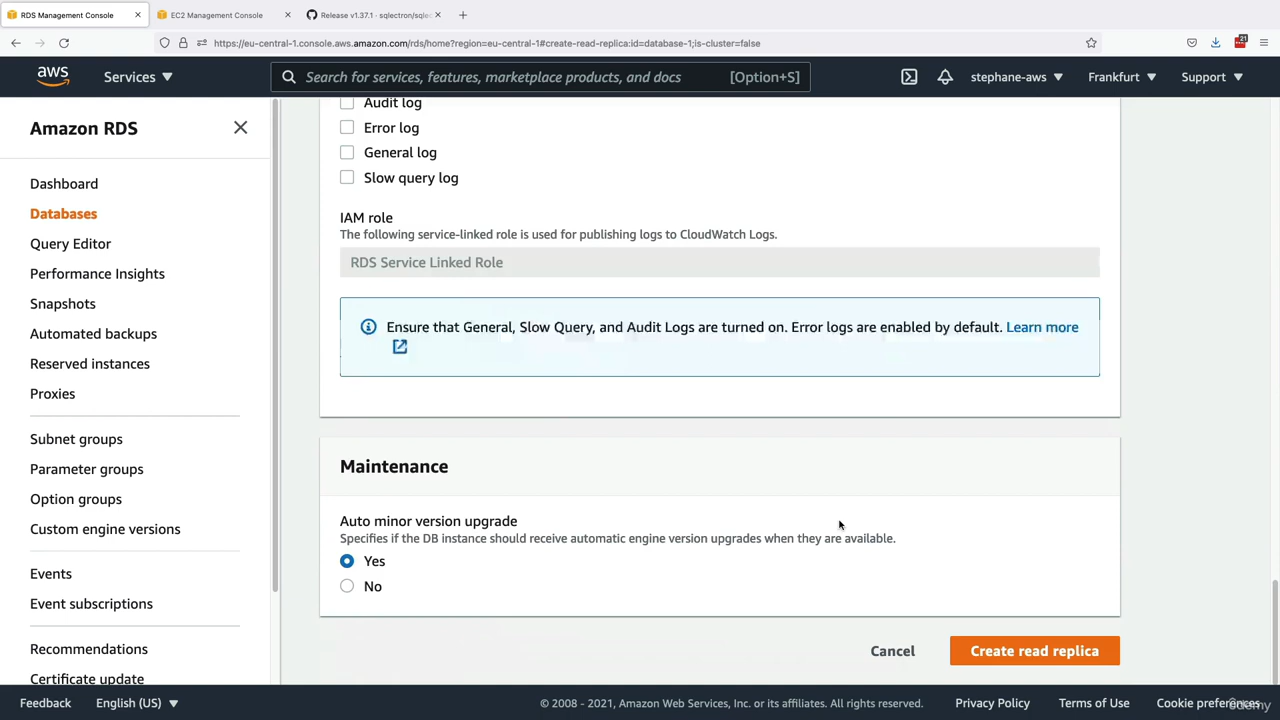 RDS Management Console
EC2 Management Console
Release v1.37.1 · sqlectron/sqlec
https://eu-central-1.console.aws.amazon.com/rds/home?region=eu-central-1#create-read-replica:id=database-1;is-cluster=false
21
aws
Services
Search for services, features, marketplace products, and docs
[Option+S]
stephane-aws
Frankfurt
Support
Amazon RDS
Dashboard
Databases
Query Editor
Performance Insights
Snapshots
Automated backups
Reserved instances
Proxies
Subnet groups
Parameter groups
Option groups
Custom engine versions
Events
Event subscriptions
Recommendations
Certificate update
Audit log
Error log
General log
Slow query log
IAM role
The following service-linked role is used for publishing logs to CloudWatch Logs.
RDS Service Linked Role
Ensure that General, Slow Query, and Audit Logs are turned on. Error logs are enabled by default. Learn more
Maintenance
Auto minor version upgrade
Specifies if the DB instance should receive automatic engine version upgrades when they are available.
Yes
No
Cancel
Create read replica
Feedback
English (US)
© 2008 - 2021, Amazon Web Services, Inc. or its affiliates. All rights reserved.
Privacy Policy
Terms of Use
Cookie preferences
Udemy